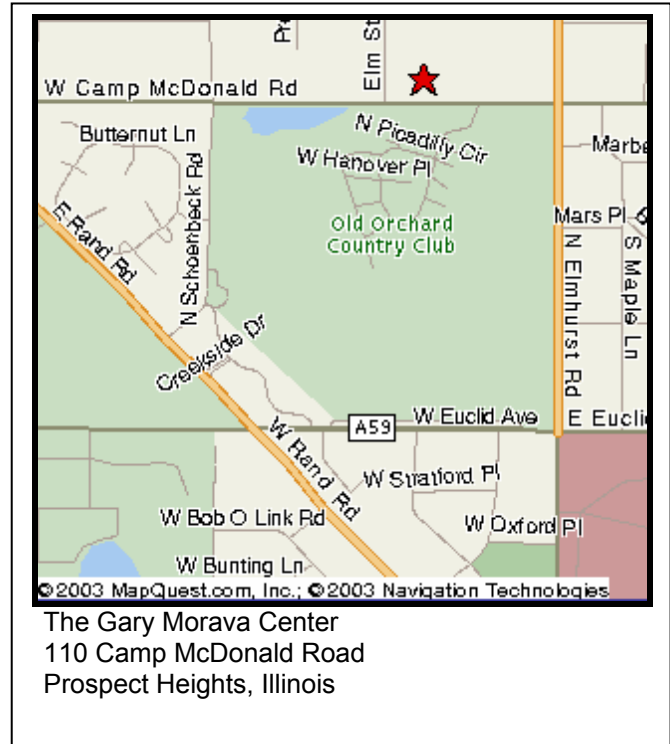 Elm St
W Camp McDonald Rd
Butternut Ln
N Picadilly Cir
W Hanover Pl
N Schoenbeck Rd
E Rand Rd
Old Orchard
Country Club
Mars Pl
N Elmhurst Rd
S Maple Ln
Creekside Dr
A59
W Euclid Ave
W Rand Rd
W Stratford Pl
W Bob O Link Rd
W Oxford Pl
W Bunting Ln
©2003 MapQuest.com, Inc.; ©2003 Navigation Technologies
The Gary Morava Center
110 Camp McDonald Road
Prospect Heights, Illinois